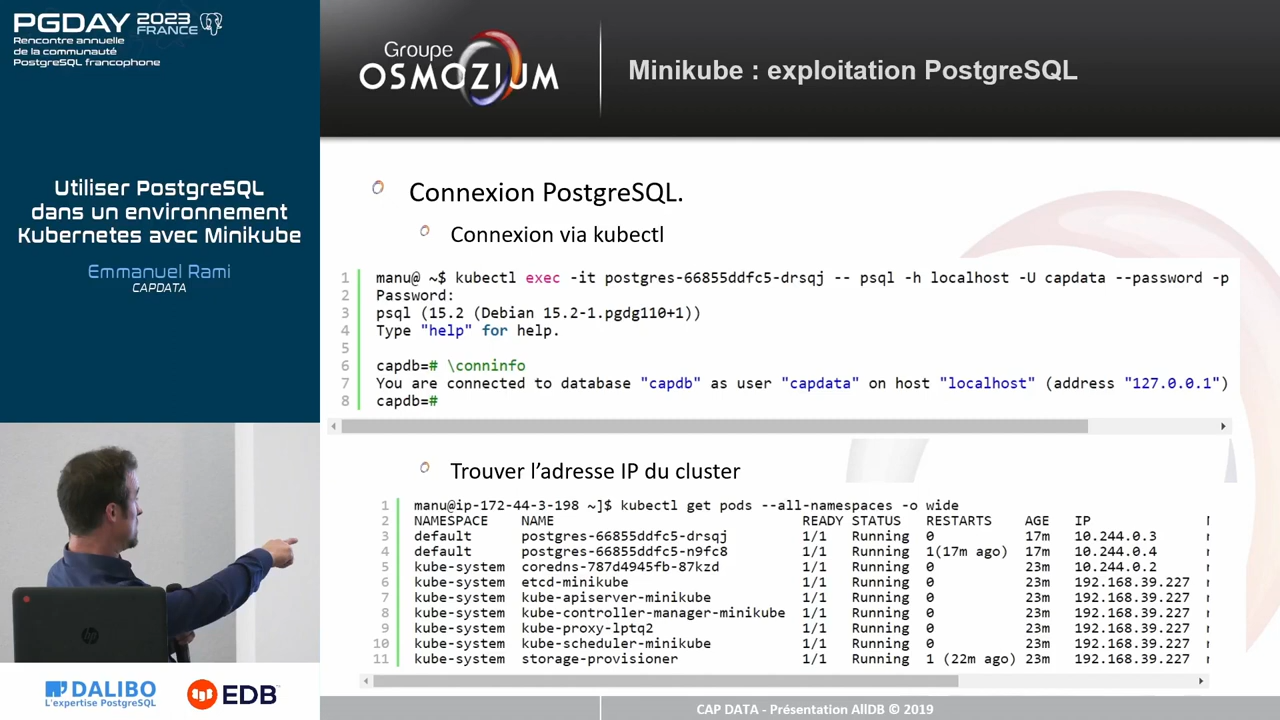 PGDAY 2023 FRANCE
Rencontre annuelle
de la communauté
PostgreSQL francophone
Utiliser PostgreSQL
dans un environnement
Kubernetes avec Minikube
Emmanuel Rami
CAPDATA
DALIBO
L'expertise PostgreSQL
EDB
Groupe
OSMOZIUM
Minikube : exploitation PostgreSQL
Connexion PostgreSQL.
Connexion via kubectl
1 manu@ ~$ kubectl exec -it postgres-66855ddfc5-drsqj -- psql -h localhost -U capdata --password -p
2 Password:
3 psql (15.2 (Debian 15.2-1.pgdg110+1))
4 Type "help" for help.
5
6 capdb=# \conninfo
7 You are connected to database "capdb" as user "capdata" on host "localhost" (address "127.0.0.1")
8 capdb=#
Trouver l'adresse IP du cluster
1 manu@ip-172-44-3-198 ~]$ kubectl get pods --all-namespaces -o wide
2 NAMESPACE NAME READY STATUS RESTARTS AGE IP
3 default postgres-66855ddfc5-drsqj 1/1 Running 0 17m 10.244.0.3
4 default postgres-66855ddfc5-n9fc8 1/1 Running 1(17m ago) 17m 10.244.0.4
5 kube-system coredns-787d4945fb-87kzd 1/1 Running 0 23m 10.244.0.2
6 kube-system etcd-minikube 1/1 Running 0 23m 192.168.39.227
7 kube-system kube-apiserver-minikube 1/1 Running 0 23m 192.168.39.227
8 kube-system kube-controller-manager-minikube 1/1 Running 0 23m 192.168.39.227
9 kube-system kube-proxy-lptq2 1/1 Running 0 23m 192.168.39.227
10 kube-system kube-scheduler-minikube 1/1 Running 0 23m 192.168.39.227
11 kube-system storage-provisioner 1/1 Running 1 (22m ago) 23m 192.168.39.227
CAP DATA - Présentation AllDB © 2019